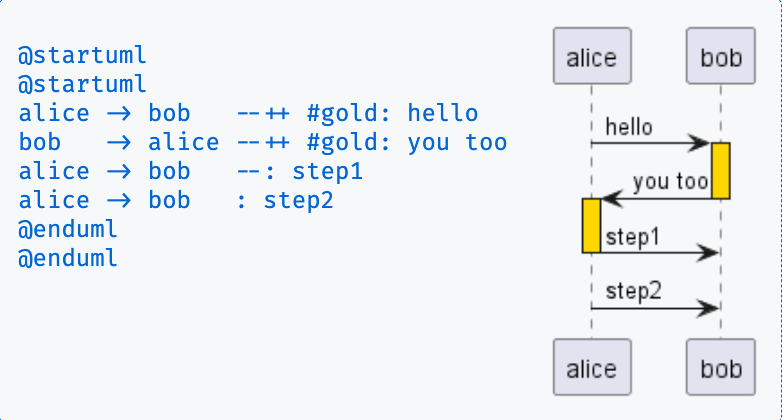 @startuml
@startuml
alice -> bob   --++ #gold: hello
bob   -> alice --++ #gold: you too
alice -> bob   --: step1
alice -> bob   : step2
@enduml
@enduml
alice bob
hello
you too
step1
step2
alice bob